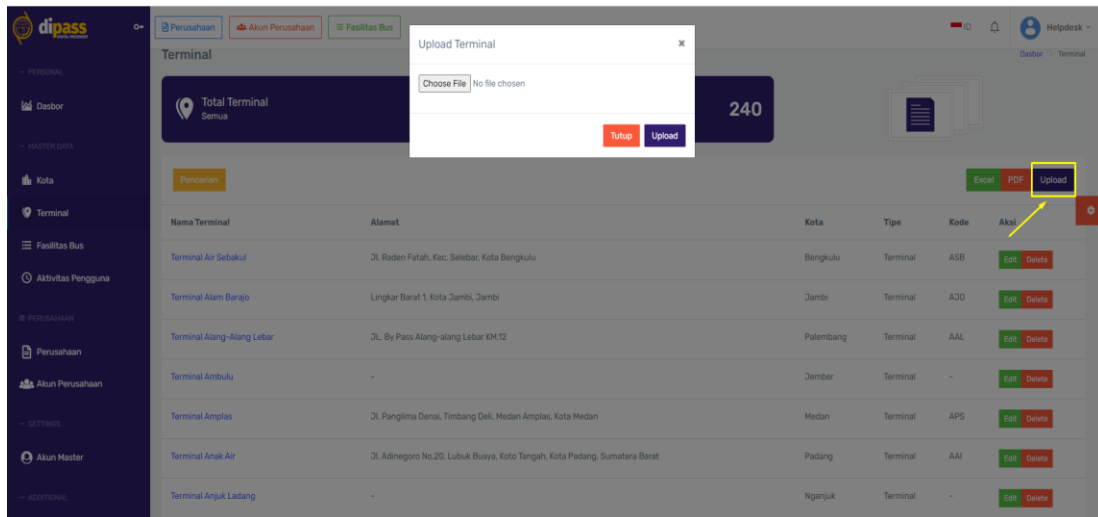 dipass
Perusahaan
Akun Perusahaan
Fasilitas Bus
ID
Helpdesk
Terminal
Dasbor > Terminal
Upload Terminal
×
Choose File No file chosen
Tutup Upload
Total Terminal
Semua
240
PERSONAL
Dasbor
MASTER DATA
Kota
Terminal
Fasilitas Bus
Aktivitas Pengguna
PERUSAHAAN
Perusahaan
Akun Perusahaan
SETTINGS
Akun Master
ADDITIONAL
Pencarian
Excel PDF Upload
Nama Terminal Alamat Kota Tipe Kode Aksi
Terminal Air Sebakul Jl. Raden Fatah, Kec. Selebar, Kota Bengkulu Bengkulu Terminal ASB Edit Delete
Terminal Alam Barajo Lingkar Barat 1, Kota Jambi, Jambi Jambi Terminal AJO Edit Delete
Terminal Alang-Alang Lebar JL. By Pass Alang-alang Lebar KM.12 Palembang Terminal AAL Edit Delete
Terminal Ambulu - Jember Terminal - Edit Delete
Terminal Amplas Jl. Panglima Denai, Timbang Deli, Medan Amplas, Kota Medan Medan Terminal APS Edit Delete
Terminal Anak Air Jl. Adinegoro No.20, Lubuk Buaya, Koto Tangah, Kota Padang, Sumatera Barat Padang Terminal AAI Edit Delete
Terminal Anjuk Ladang - Nganjuk Terminal - Edit Delete